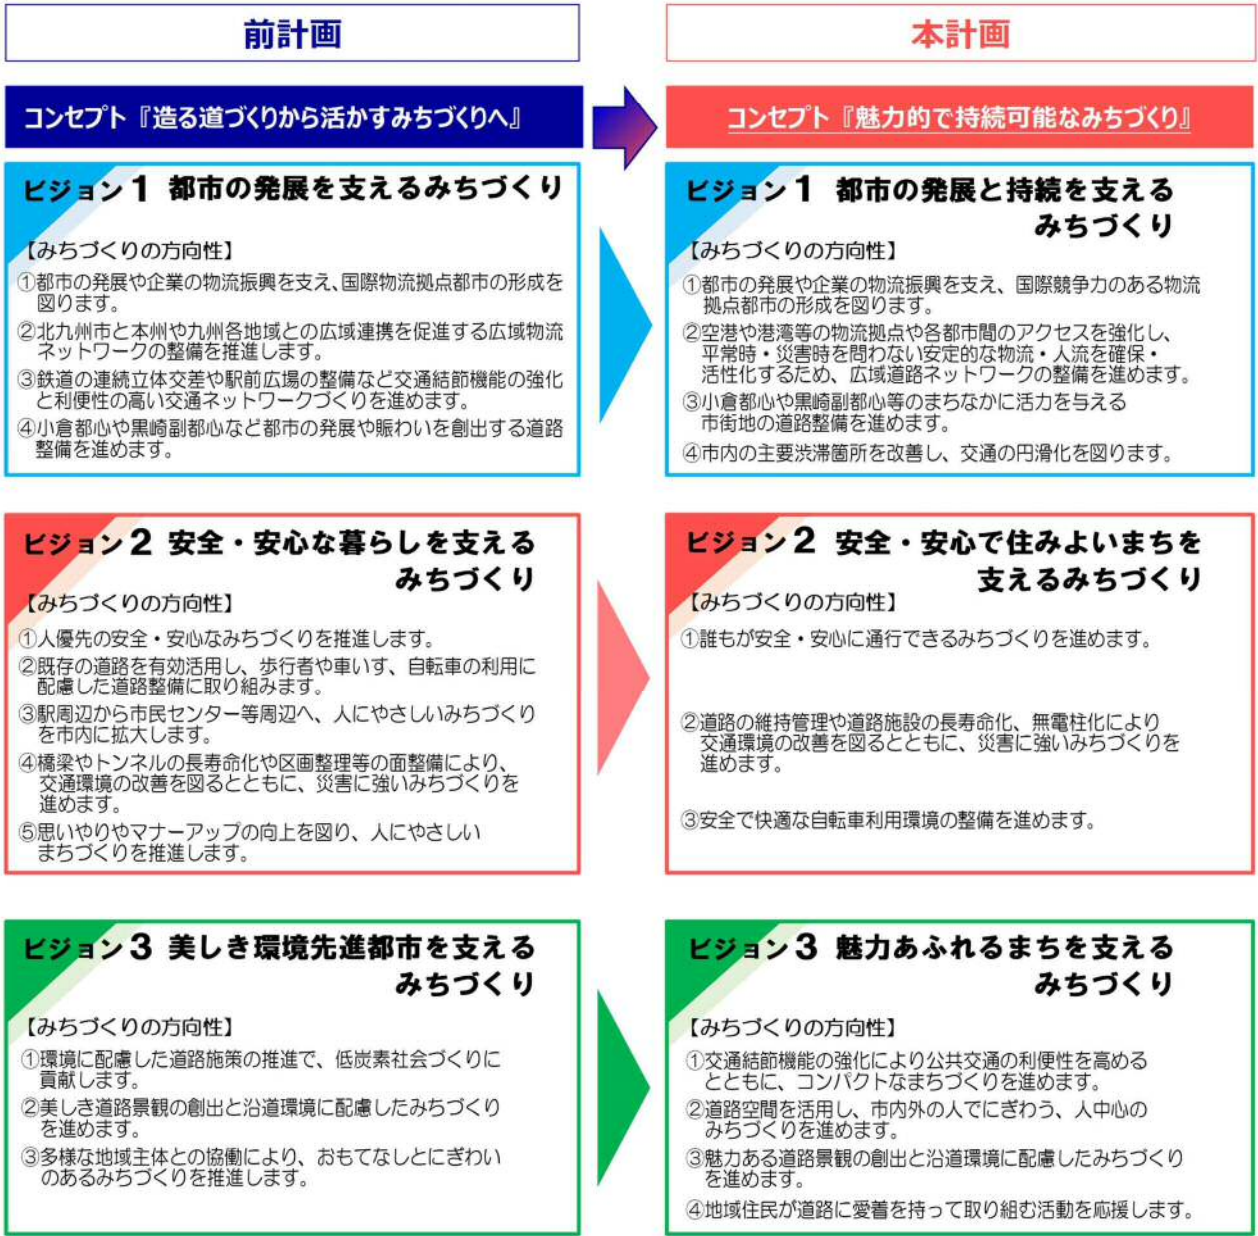 前計画
本計画
コンセプト『造る道づくりから活かすみちづくりへ』
コンセプト『魅力的で持続可能なみちづくり』
ビジョン1 都市の発展を支えるみちづくり
【みちづくりの方向性】
①都市の発展や企業の物流振興を支え、国際物流拠点都市の形成を
図ります。
②北九州市と本州や九州各地域との広域連携を促進する広域物流
ネットワークの整備を推進します。
③鉄道の連続立体交差や駅前広場の整備など交通結節機能の強化
と利便性の高い交通ネットワークづくりを進めます。
④小倉都心や黒崎副都心など都市の発展や賑わいを創出する道路
整備を進めます。
ビジョン1 都市の発展と持続を支える
みちづくり
【みちづくりの方向性】
①都市の発展や企業の物流振興を支え、国際競争力のある物流
拠点都市の形成を図ります。
②空港や港湾等の物流拠点や各都市間のアクセスを強化し、
平常時・災害時を問わない安定的な物流・人流を確保・
活性化するため、広域道路ネットワークの整備を進めます。
③小倉都心や黒崎副都心等のまちなかに活力を与える
市街地の道路整備を進めます。
④市内の主要渋滞箇所を改善し、交通の円滑化を図ります。
ビジョン2 安全・安心な暮らしを支える
みちづくり
【みちづくりの方向性】
①人優先の安全・安心なみちづくりを推進します。
②既存の道路を有効活用し、歩行者や車いす、自転車の利用に
配慮した道路整備に取り組みます。
③駅周辺から市民センター等周辺へ、人にやさしいみちづくり
を市内に拡大します。
④橋梁やトンネルの長寿命化や区画整理等の面整備により、
交通環境の改善を図るとともに、災害に強いみちづくりを
進めます。
⑤思いやりやマナーアップの向上を図り、人にやさしい
まちづくりを推進します。
ビジョン2 安全・安心で住みよいまちを
支えるみちづくり
【みちづくりの方向性】
①誰もが安全・安心に通行できるみちづくりを進めます。
②道路の維持管理や道路施設の長寿命化、無電柱化により
交通環境の改善を図るとともに、災害に強いみちづくりを
進めます。
③安全で快適な自転車利用環境の整備を進めます。
ビジョン3 美しき環境先進都市を支える
みちづくり
【みちづくりの方向性】
①環境に配慮した道路施策の推進で、低炭素社会づくりに
貢献します。
②美しき道路景観の創出と沿道環境に配慮したみちづくり
を進めます。
③多様な地域主体との協働により、おもてなしとにぎわい
のあるみちづくりを推進します。
ビジョン3 魅力あふれるまちを支える
みちづくり
【みちづくりの方向性】
①交通結節機能の強化により公共交通の利便性を高める
とともに、コンパクトなまちづくりを進めます。
②道路空間を活用し、市内外の人でにぎわう、人中心の
みちづくりを進めます。
③魅力ある道路景観の創出と沿道環境に配慮したみちづくり
を進めます。
④地域住民が道路に愛着を持って取り組む活動を応援します。